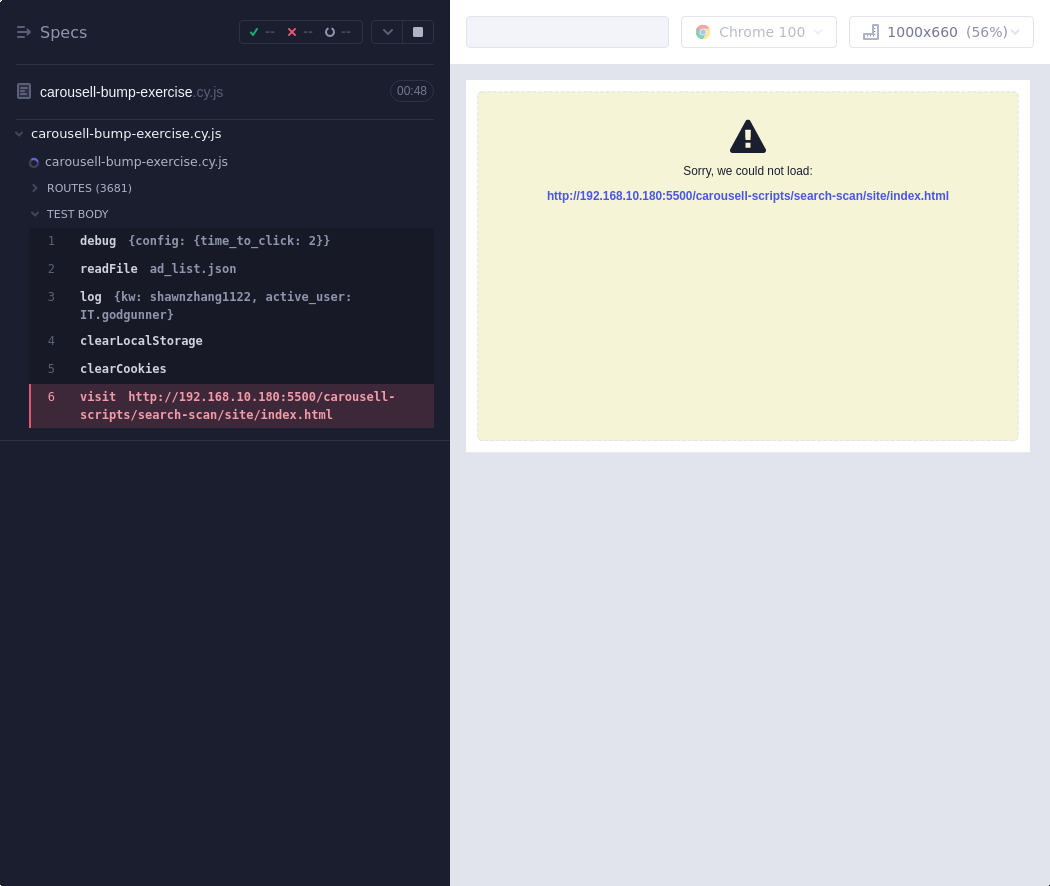 Specs
-- -- --
carousell-bump-exercise.cy.js
00:48
carousell-bump-exercise.cy.js
carousell-bump-exercise.cy.js
ROUTES (3681)
TEST BODY
1 debug {config: {time_to_click: 2}}
2 readFile ad_list.json
3 log {kw: shawnzhang1122, active_user:
IT.godgunner}
4 clearLocalStorage
5 clearCookies
6 visit http://192.168.10.180:5500/carousell-
scripts/search-scan/site/index.html
Chrome 100
1000x660 (56%)
Sorry, we could not load:
http://192.168.10.180:5500/carousell-scripts/search-scan/site/index.html